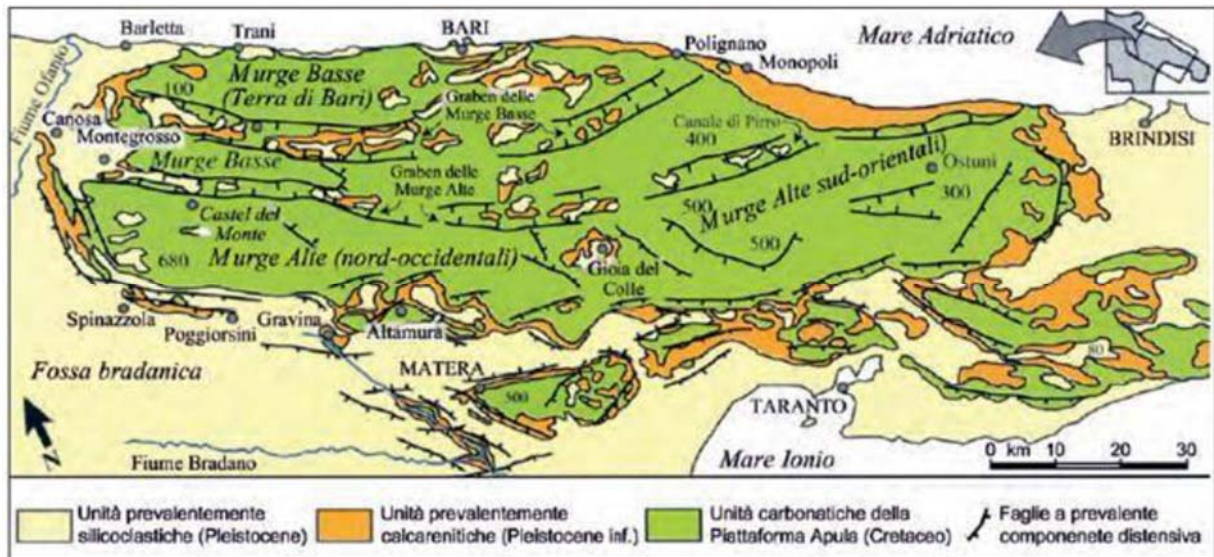 Barletta
Trani
BARI
Polignano
Monopoli
Mare Adriatico
Fiume Ofanto
Canosa
Montegrosso
100
Murge Basse
(Terra di Bari)
Graben delle
Murge Basse
Canale di Pirro
400
BRINDISI
Murge Basse
Graben delle
Murge Alte
Ostuni
300
500
Murge Alte sud-orientali)
500
Castel del
Monte
680
Murge Alte (nord-occidentali)
Gioia del
Colle
Spinazzola
Poggiorsini
Gravina
Altamura
Fossa bradanica
MATERA
500
80
TARANTO
N
Fiume Bradano
Mare Ionio
0 km 10 20 30
Unità prevalentemente
silicoclastiche (Pleistocene)
Unità prevalentemente
calcarenitiche (Pleistocene inf.)
Unità carbonatiche della
Piattaforma Apula (Cretaceo)
Faglie a prevalente
componenete distensiva